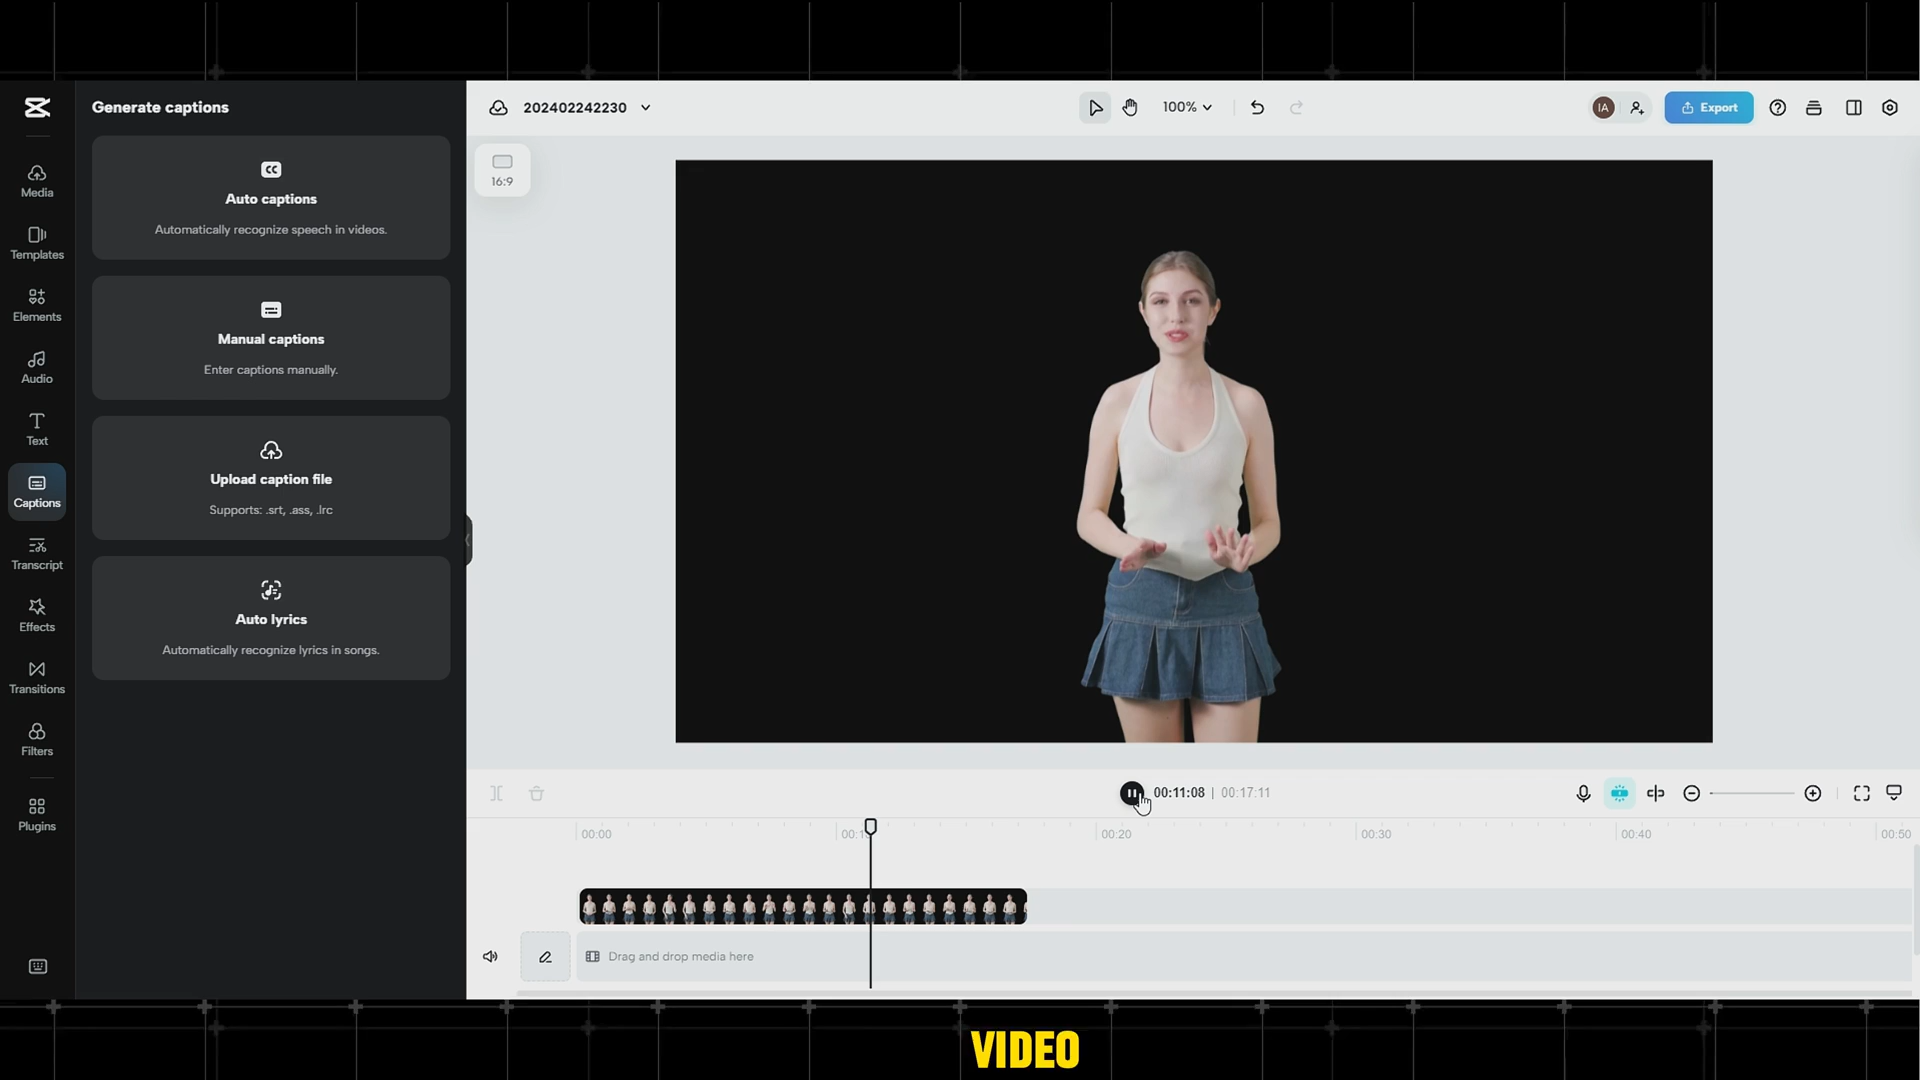 Generate captions
202402242230
100%
IA
Export
16:9
Media
Templates
Elements
Audio
Text
Captions
Transcript
Effects
Transitions
Filters
Plugins
CC
Auto captions
Automatically recognize speech in videos.
Manual captions
Enter captions manually.
Upload caption file
Supports: .srt, .ass, .lrc
Auto lyrics
Automatically recognize lyrics in songs.
00:11:08 | 00:17:11
00:00
00:20
00:30
00:40
00:50
Drag and drop media here
VIDEO